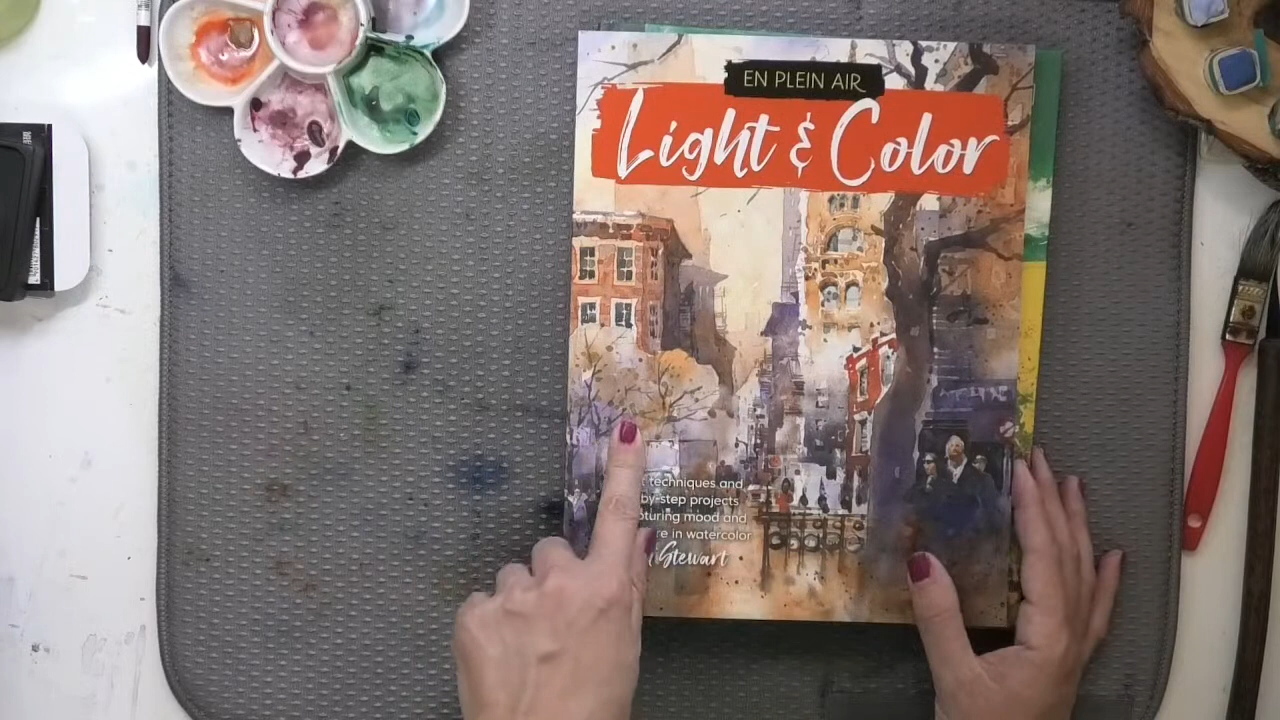 EN PLEIN AIR
Light & Color
techniques and
by-step projects
turing mood and
re in watercolor
Stewart